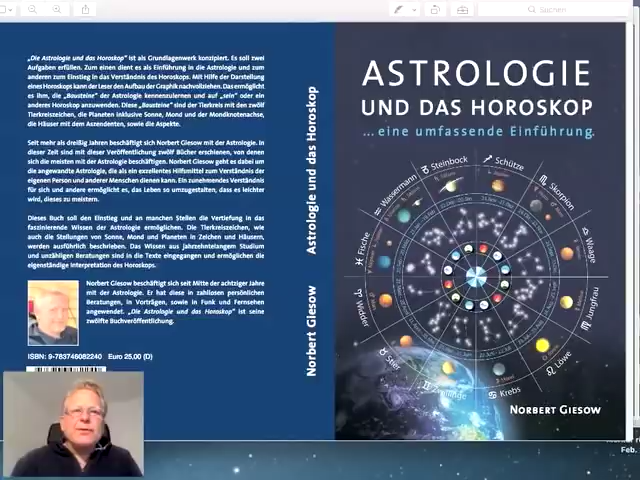 Suchen
„Die Astrologie und das Horoskop" ist als Grundlagenwerk konzipiert. Es soll zwei
Aufgaben erfüllen. Zum einen dient es als Einführung in die Astrologie und zum
anderen zum Einstieg in das Verständnis des Horoskops. Mit Hilfe der Darstellung
eines Horoskops kann der Leser den Aufbau der Graphik nachvollziehen. Das ermöglicht
es ihm, die „Bausteine" der Astrologie kennenzulernen und auf „sein" oder ein
anderes Horoskop anzuwenden. Diese „Bausteine" sind der Tierkreis mit den zwölf
Tierkreiszeichen, die Planeten inklusive Sonne, Mond und der Mondknotenachse,
die Häuser mit dem Aszendenten, sowie die Aspekte.
Seit mehr als dreißig Jahren beschäftigt sich Norbert Giesow mit der Astrologie. In
dieser Zeit sind mit dieser Veröffentlichung zwölf Bücher erschienen, von denen
sich die meisten mit der Astrologie beschäftigen. Norbert Giesow geht es dabei um
die angewandte Astrologie, die als ein exzellentes Hilfsmittel zum Verständnis der
eigenen Person und anderer Menschen dienen kann. Ein zunehmendes Verständnis
für sich und andere ermöglicht es, das Leben so umzugestalten, dass es leichter
wird, dieses zu meistern.
Dieses Buch soll den Einstieg und an manchen Stellen die Vertiefung in das
faszinierende Wissen der Astrologie ermöglichen. Die Tierkreiszeichen, wie
auch die Stellungen von Sonne, Mond und Planeten in Zeichen und Häusern,
werden ausführlich beschrieben. Das Wissen aus jahrzehntelangem Studium
und unzähligen Beratungen sind in die Texte eingegangen und ermöglichen die
eigenständige Interpretation des Horoskops.
Norbert Giesow beschäftigt sich seit Mitte der achtziger Jahre
mit der Astrologie. Er hat diese in zahllosen persönlichen
Beratungen, in Vorträgen, sowie in Funk und Fernsehen
angewendet. „Die Astrologie und das Horoskop" ist seine
zwölfte Buchveröffentlichung.
ISBN: 9-783746082240 Euro 25,00 (D)
Norbert Giesow Astrologie und das Horoskop
ASTROLOGIE
UND DAS HOROSKOP
...eine umfassende Einführung.
Steinbock
Schütze
Wassermann
Skorpion
Fische
Waage
Widder
Jungfrau
Stier
Löwe
Zwillinge
Krebs
NORBERT GIESOW
Feb.